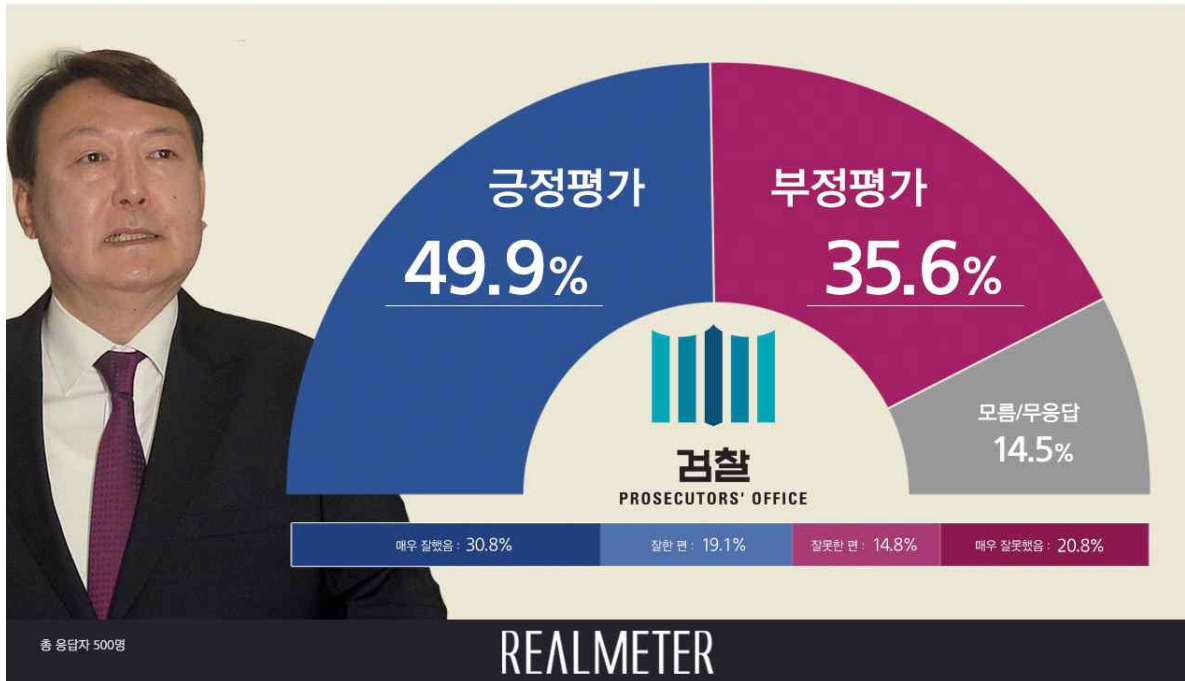 긍정평가
49.9%
부정평가
35.6%
모름/무응답
14.5%
검찰
PROSECUTORS' OFFICE
매우 잘했음 : 30.8%
잘한 편 : 19.1%
잘못한 편 : 14.8%
매우 잘못했음 : 20.8%
총 응답자 500명
REALMETER